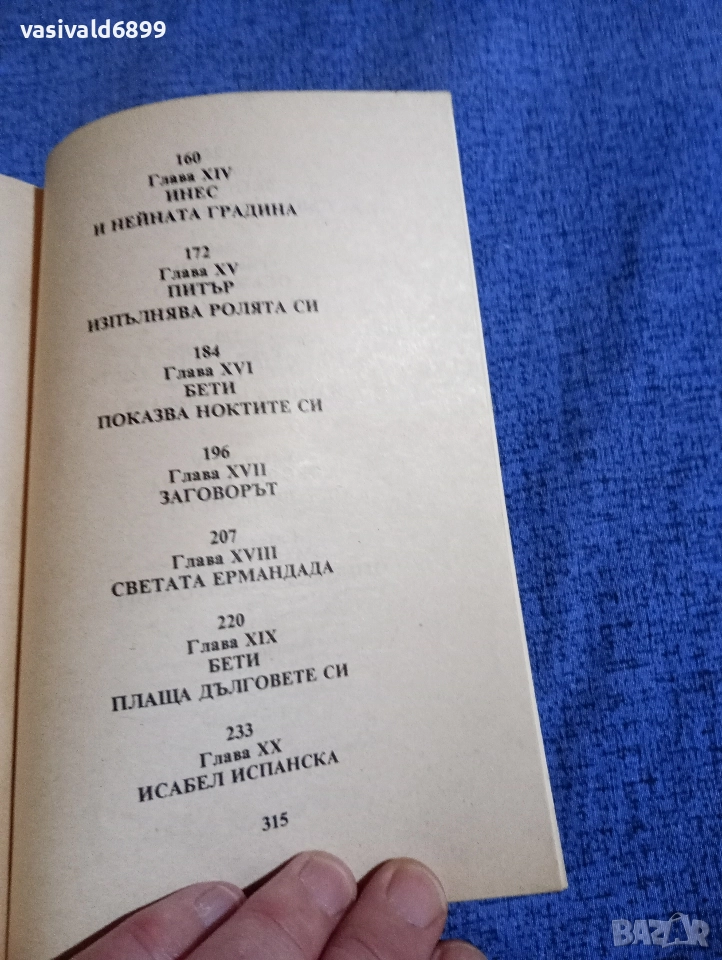 vasivald6899
160
Глава XIV
ИНЕС
И НЕЙНАТА ГРАДИНА
172
Глава XV
ПИТЪР
ИЗПЪЛНЯВА РОЛЯТА СИ
184
Глава XVI
БЕТИ
ПОКАЗВА НОКТИТЕ СИ
196
Глава XVII
ЗАГОВОРЪТ
207
Глава XVIII
СВЕТАТА ЕРМАНДАДА
220
Глава XIX
БЕТИ
ПЛАЩА ДЪЛГОВЕТЕ СИ
233
Глава XX
ИСАБЕЛ ИСПАНСКА
315
BAZAR